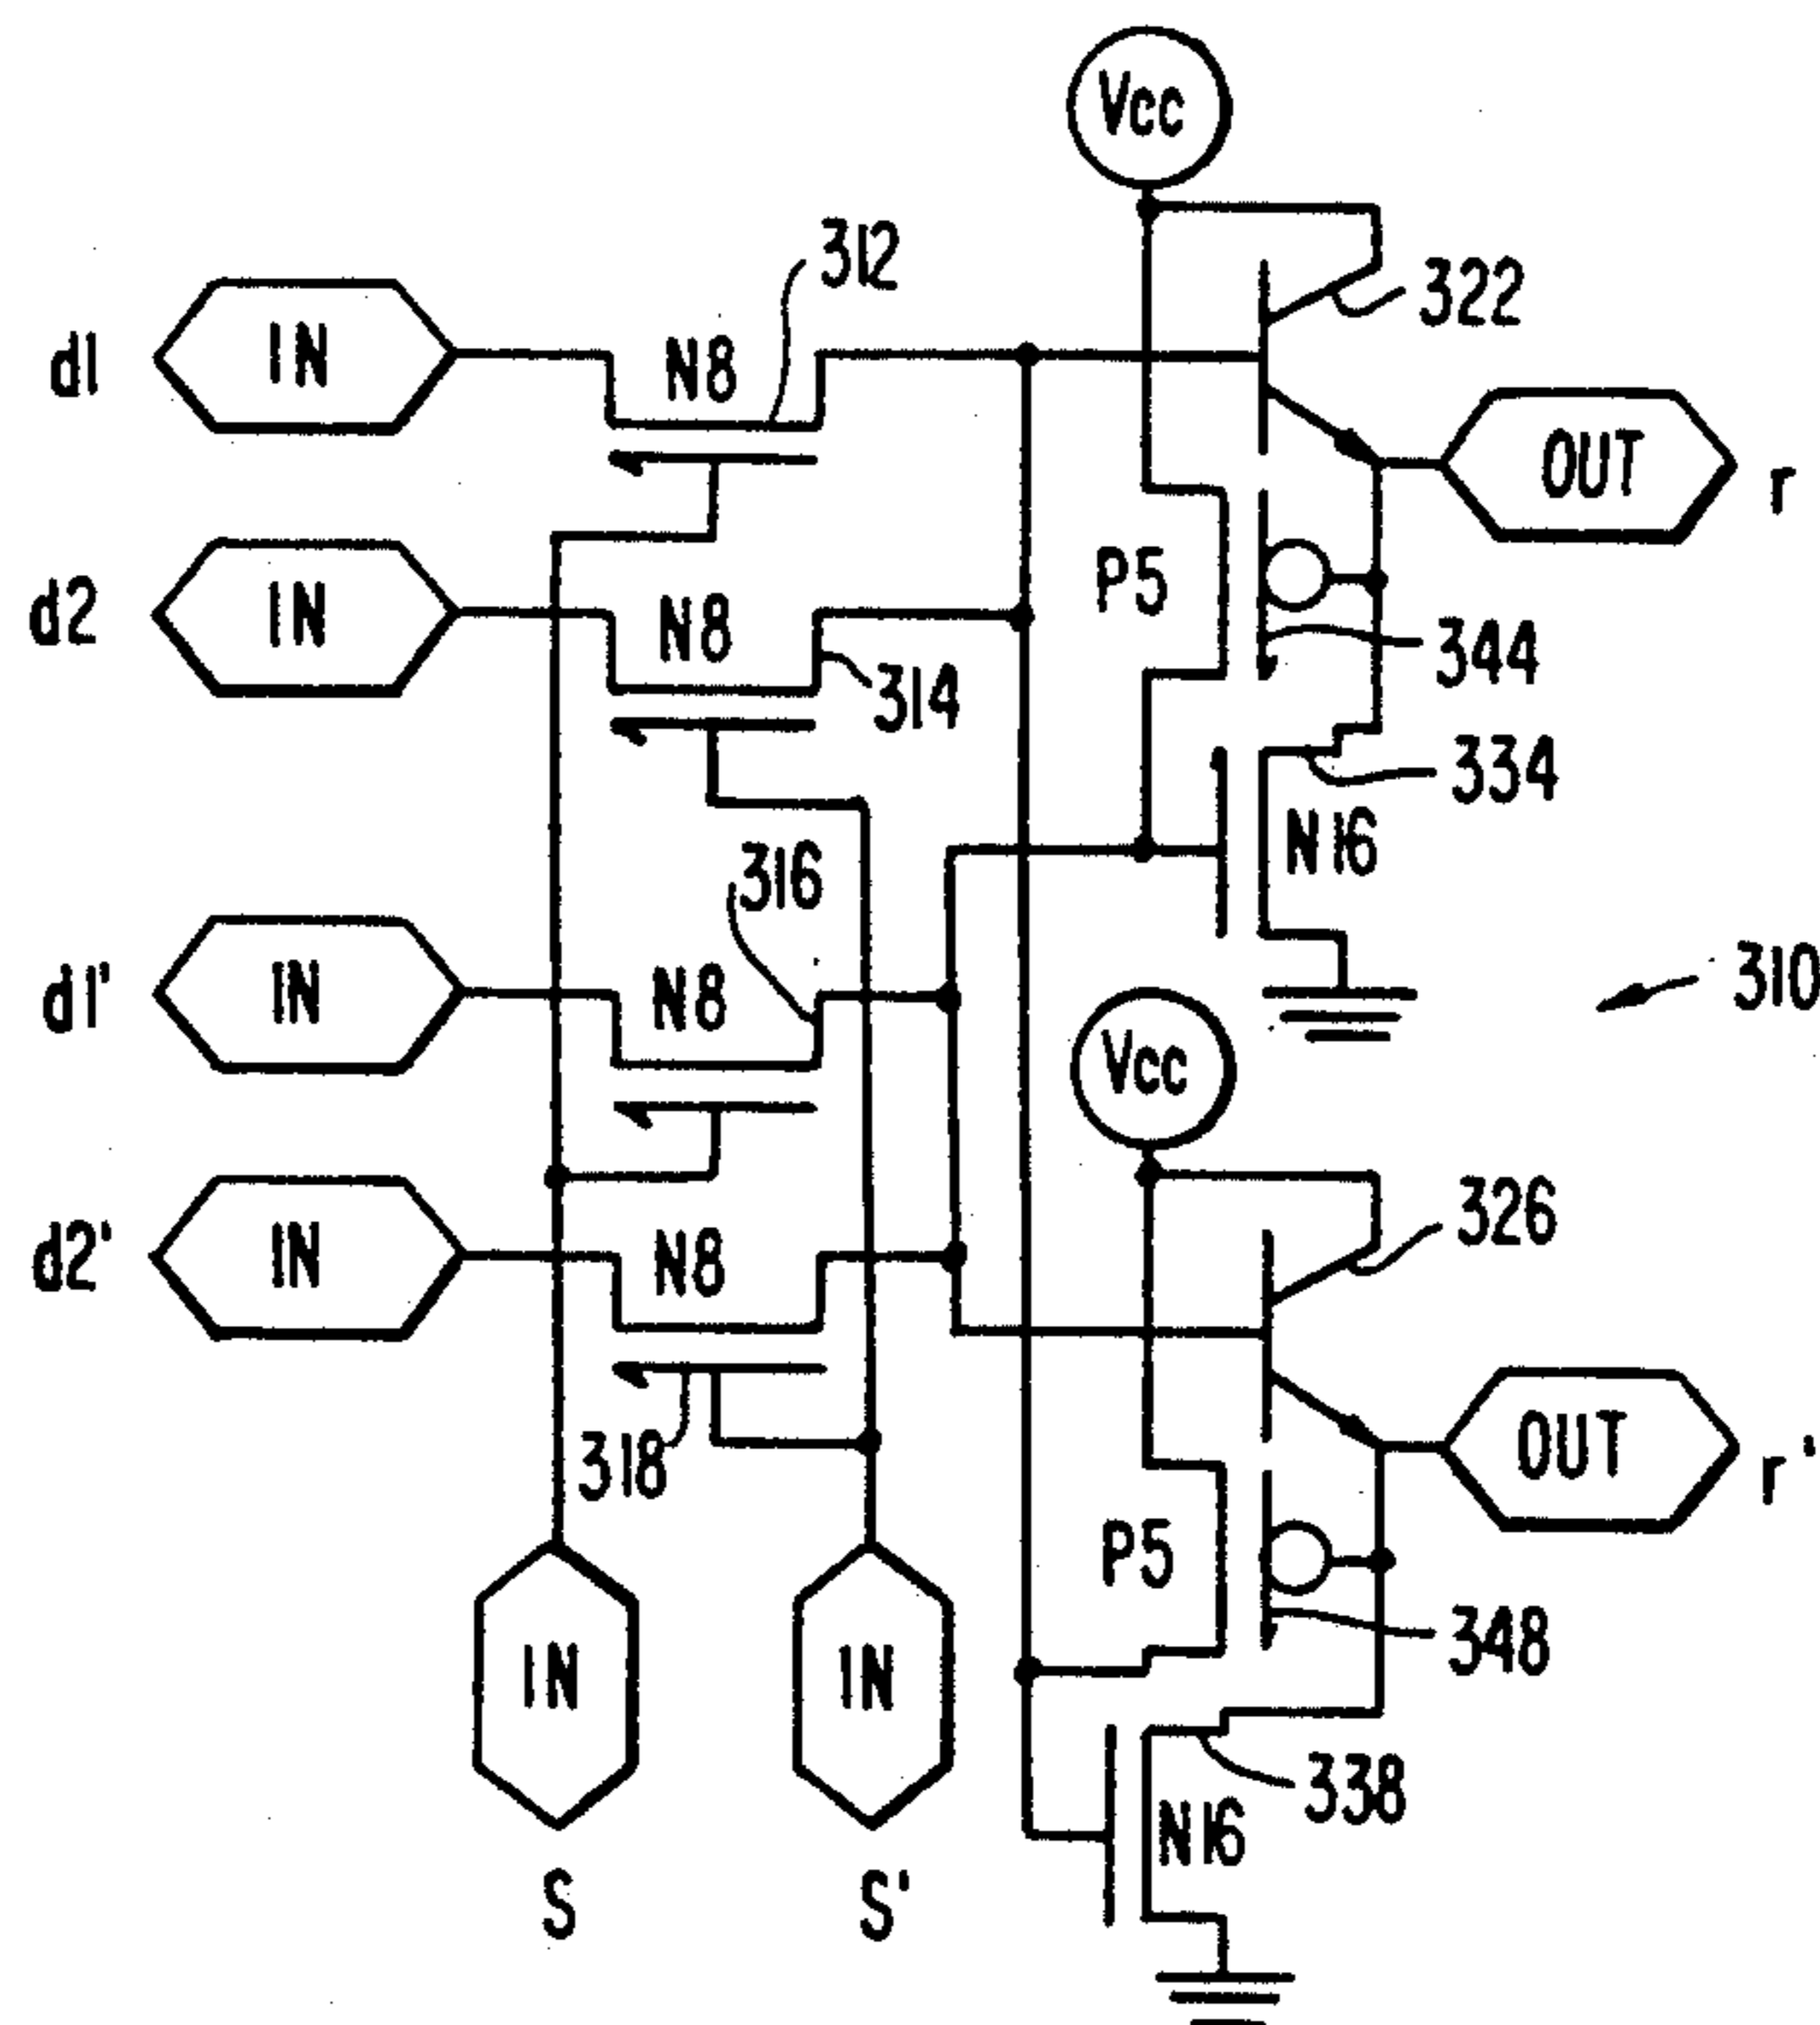 Vcc
312
322
d1
IN
N8
OUT
r
d2
IN
N8
P5
344
314
334
316
N16
d1'
IN
N8
310
Vcc
326
d2'
IN
N8
318
OUT
r'
P5
348
IN
IN
338
N16
S
S'